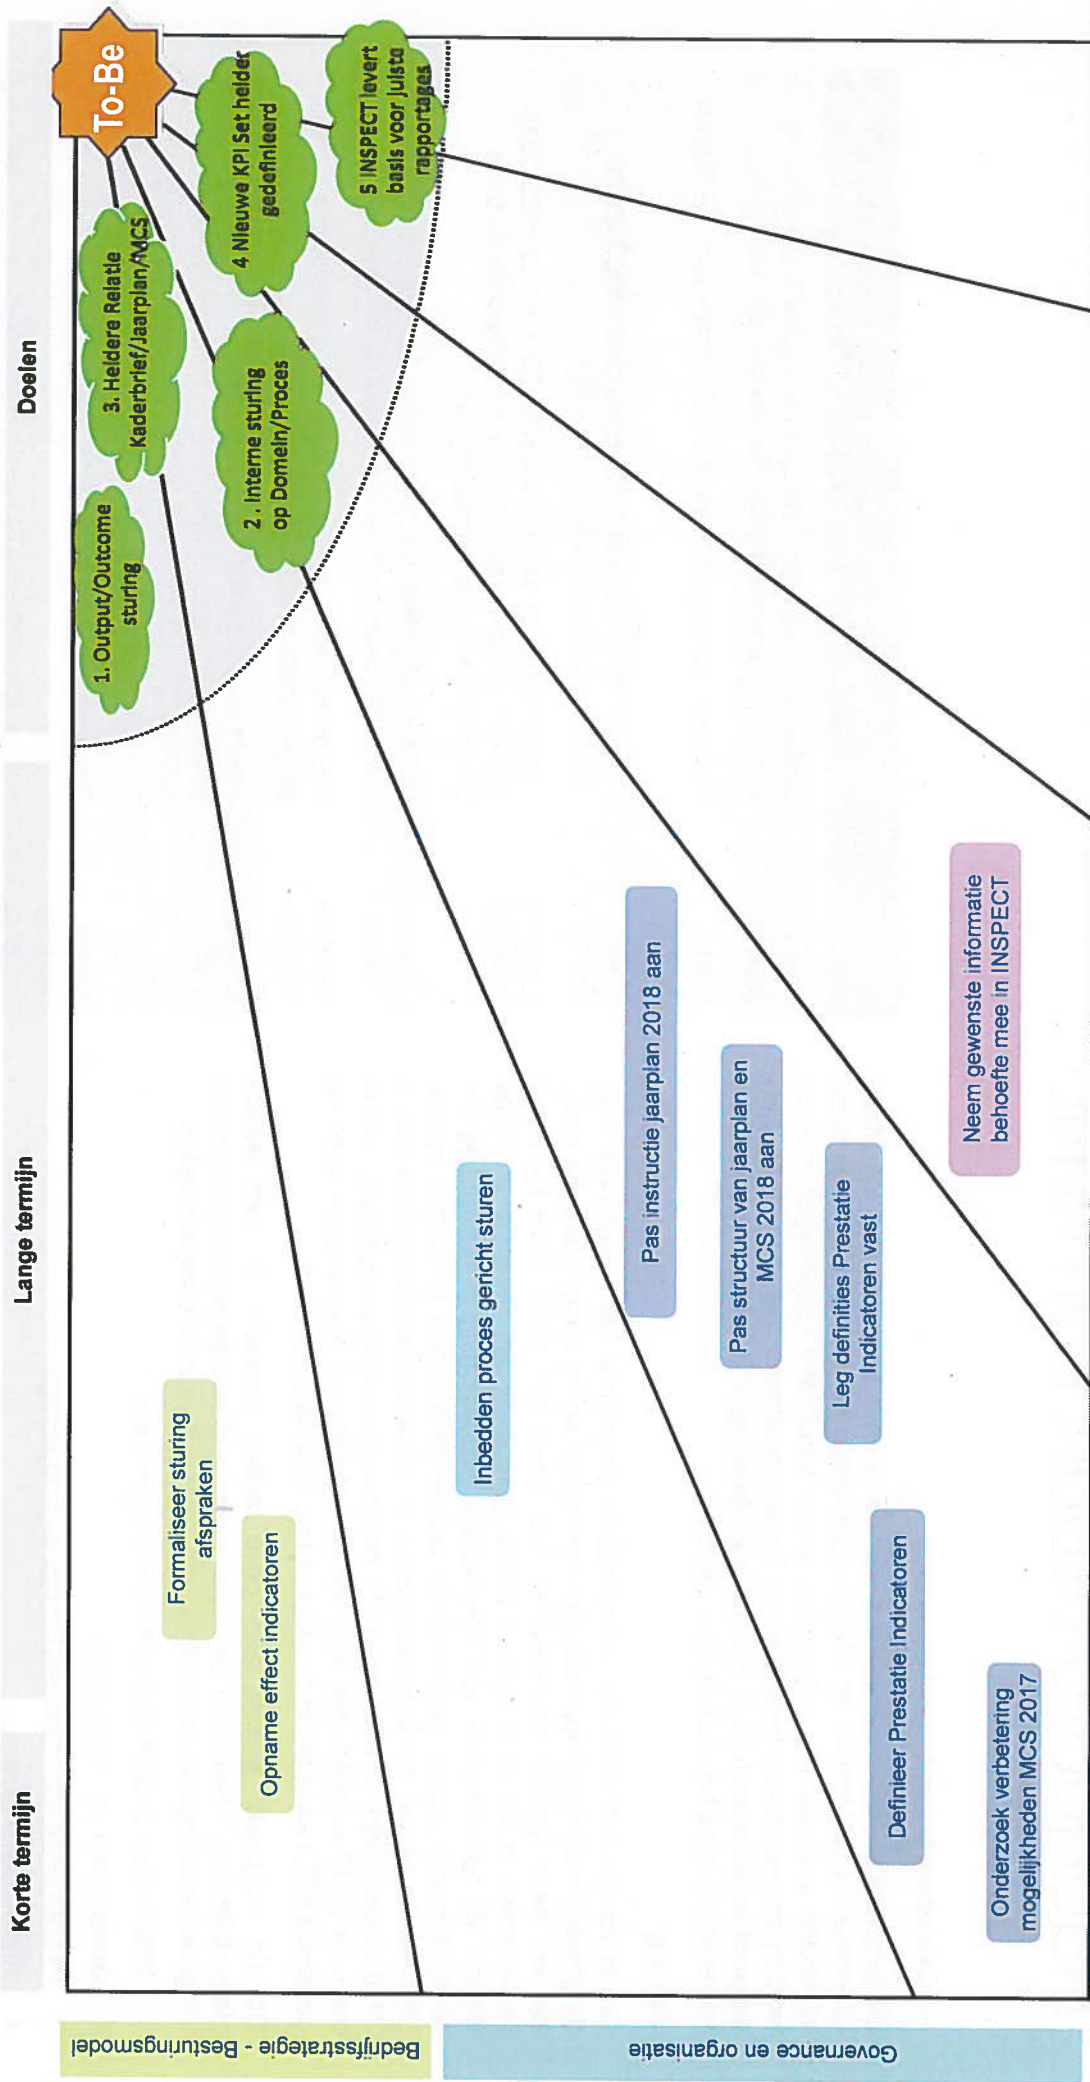 Korte termijn
Lange termijn
Doelen
To-Be
1. Output/Outcome
sturing
3. Heldere Relatie
Kaderbrief/Jaarplan/MCS
2. Interne sturing
op Domein/Proces
4 Nieuwe KPI Set helder
gedefinieerd
5 INSPECT levert
basis voor juiste
rapportages
Bedrijfsstrategie - Besturingsmodel
Formaliseer sturing
afspraken
Opname effect indicatoren
Governance en organisatie
Inbedden proces gericht sturen
Pas instructie jaarplan 2018 aan
Pas structuur van jaarplan en
MCS 2018 aan
Leg definities Prestatie
Indicatoren vast
Definieer Prestatie Indicatoren
Onderzoek verbetering
mogelijkheden MCS 2017
Neem gewenste informatie
behoefte mee in INSPECT